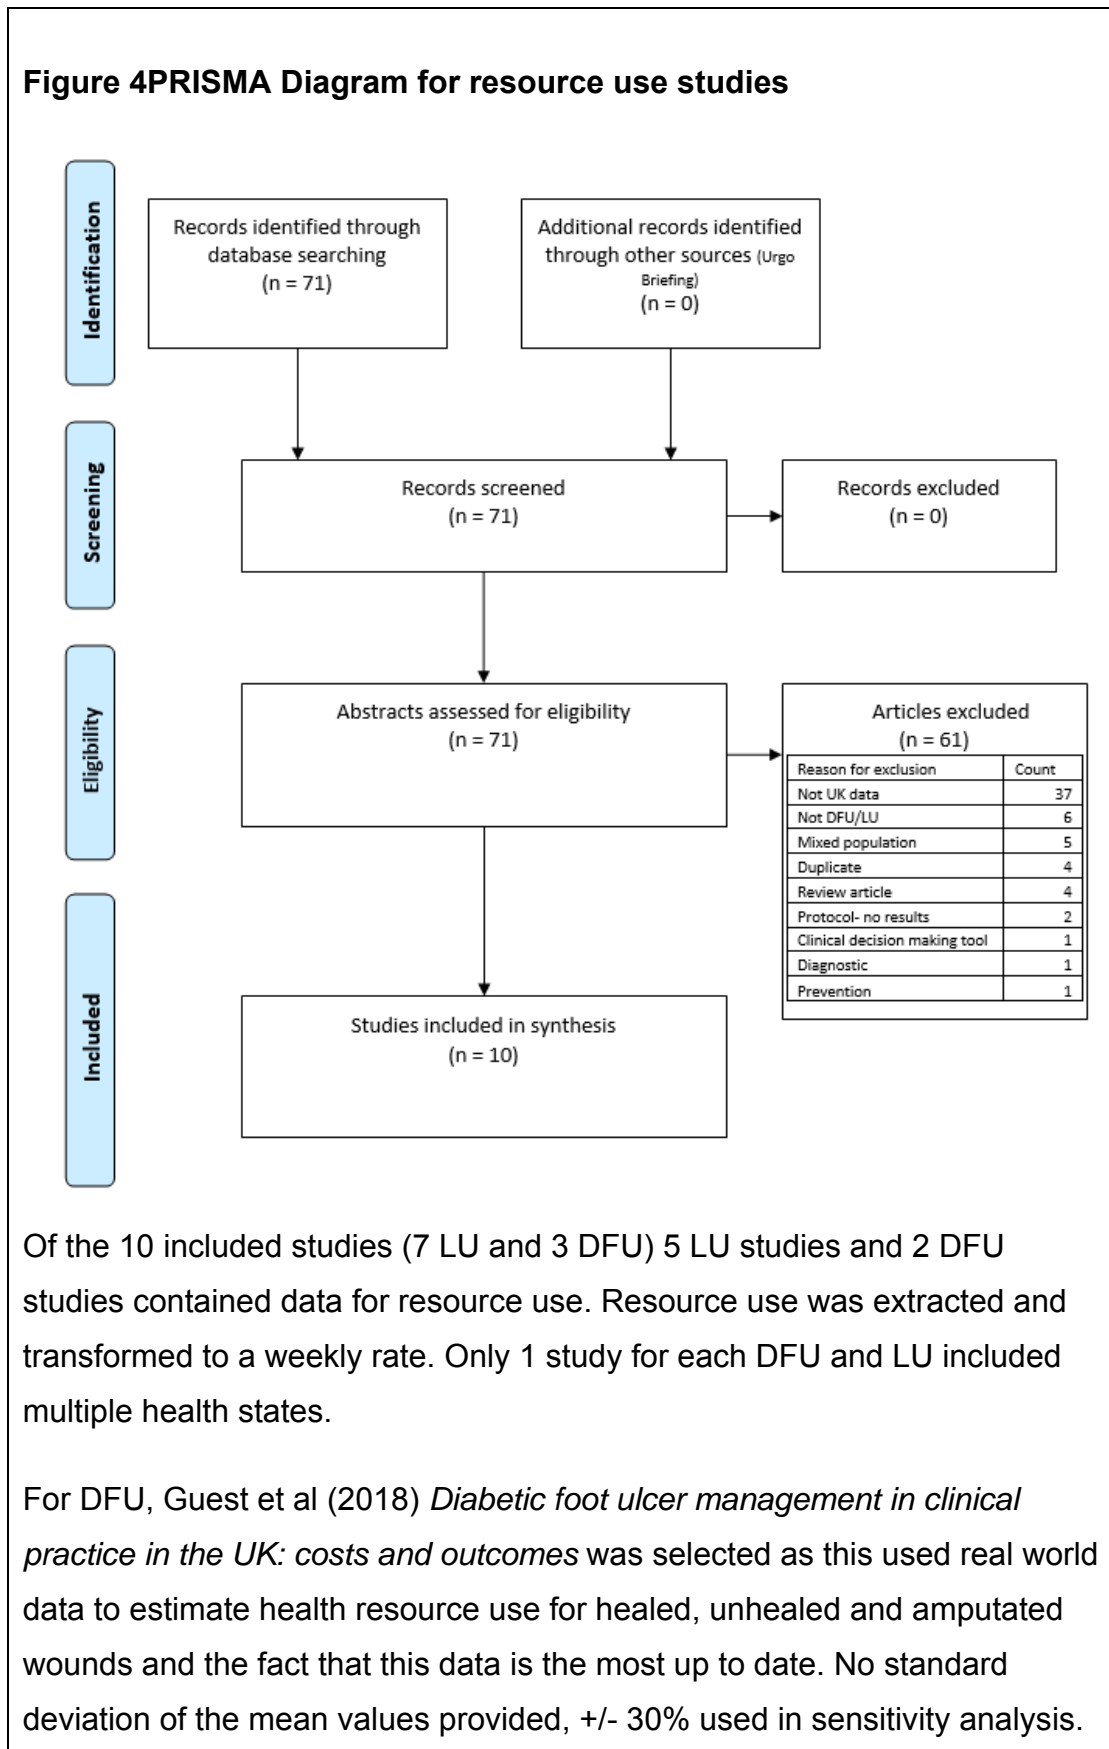 Figure 4PRISMA Diagram for resource use studies
Identification
Records identified through
database searching
(n = 71)
Additional records identified
through other sources (Urgo
Briefing)
(n = 0)
Screening
Records screened
(n = 71)
Records excluded
(n = 0)
Eligibility
Abstracts assessed for eligibility
(n = 71)
Articles excluded
(n = 61)
Reason for exclusion Count
Not UK data 37
Not DFU/LU 6
Mixed population 5
Duplicate 4
Review article 4
Protocol- no results 2
Clinical decision making tool 1
Diagnostic 1
Prevention 1
Included
Studies included in synthesis
(n = 10)
Of the 10 included studies (7 LU and 3 DFU) 5 LU studies and 2 DFU
studies contained data for resource use. Resource use was extracted and
transformed to a weekly rate. Only 1 study for each DFU and LU included
multiple health states.
For DFU, Guest et al (2018) Diabetic foot ulcer management in clinical
practice in the UK: costs and outcomes was selected as this used real world
data to estimate health resource use for healed, unhealed and amputated
wounds and the fact that this data is the most up to date. No standard
deviation of the mean values provided, +/- 30% used in sensitivity analysis.